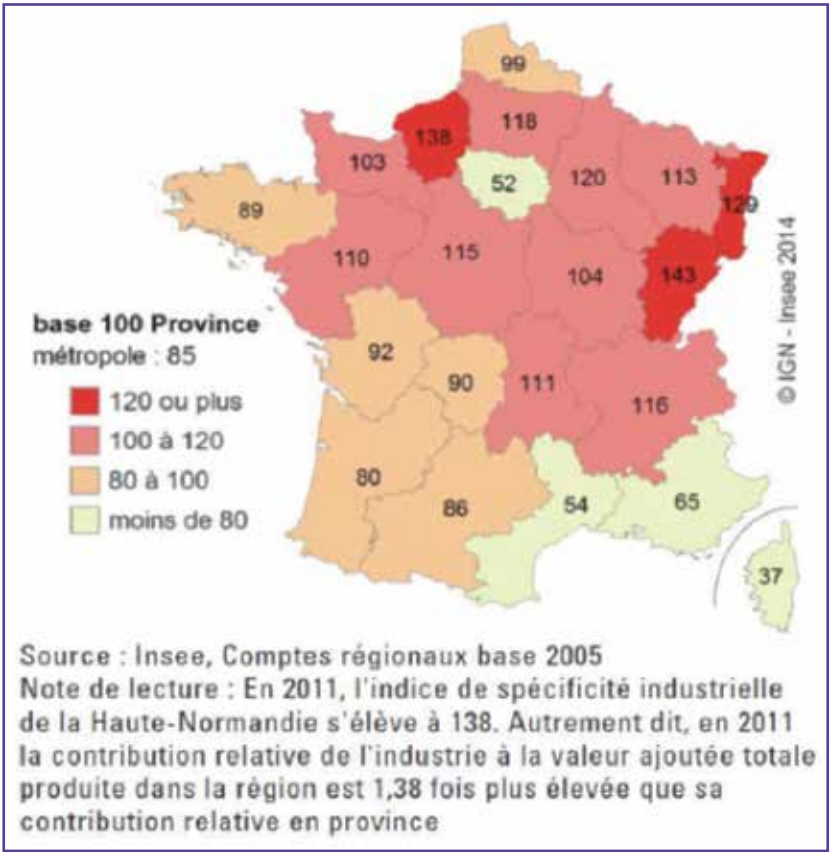 99
118
138
103
52
120
113
129
89
110
115
104
143
© IGN - Insee 2014
base 100 Province
métropole : 85
120 ou plus
100 à 120
80 à 100
moins de 80
92
90
111
116
80
86
54
65
37
Source : Insee, Comptes régionaux base 2005
Note de lecture : En 2011, l'indice de spécificité industrielle
de la Haute-Normandie s'élève à 138. Autrement dit, en 2011
la contribution relative de l'industrie à la valeur ajoutée totale
produite dans la région est 1,38 fois plus élevée que sa
contribution relative en province